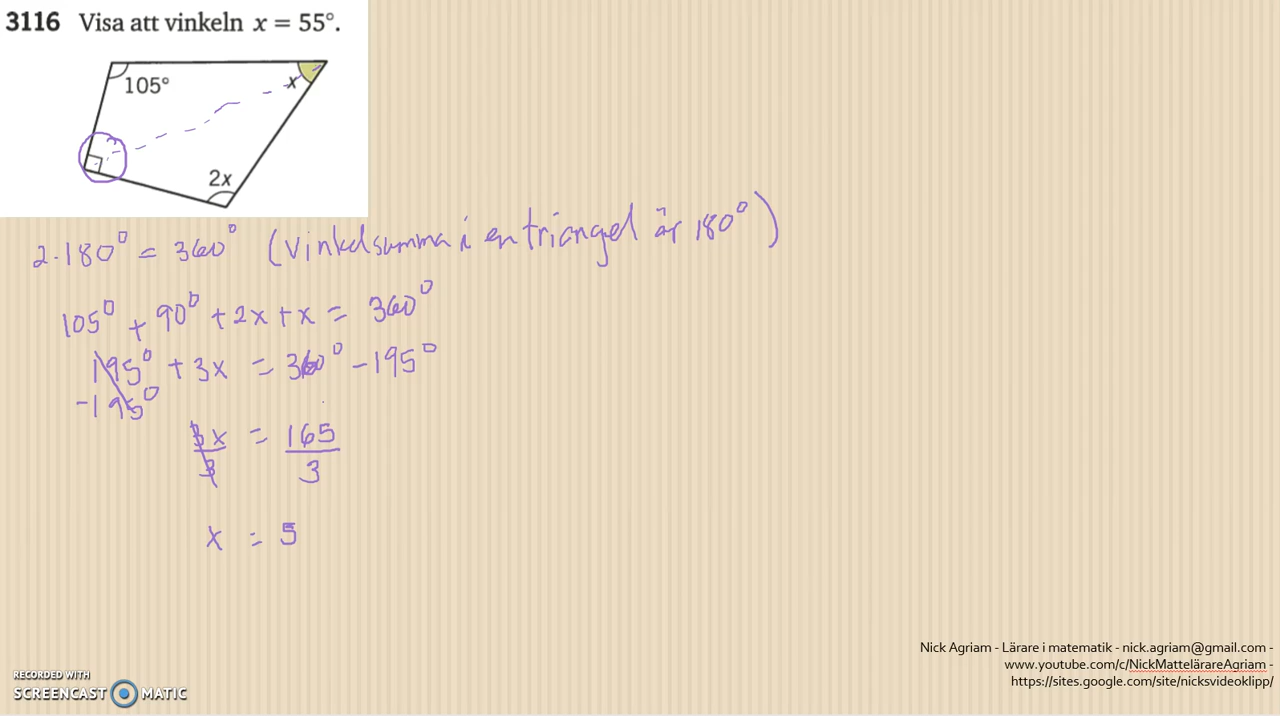 3116 Visa att vinkeln x = 55°.
105°
x
2x
2·180° = 360° (Vinkelsumma i en triangel är 180°)
105° + 90° + 2x + x = 360°
195° + 3x = 360° - 195°
-195°
3x = 165
3 3
x = 5
Nick Agriam - Lärare i matematik - nick.agriam@gmail.com -
www.youtube.com/c/NickMattelärareAgriam -
https://sites.google.com/site/nicksvideoklipp/
RECORDED WITH
SCREENCAST MATIC